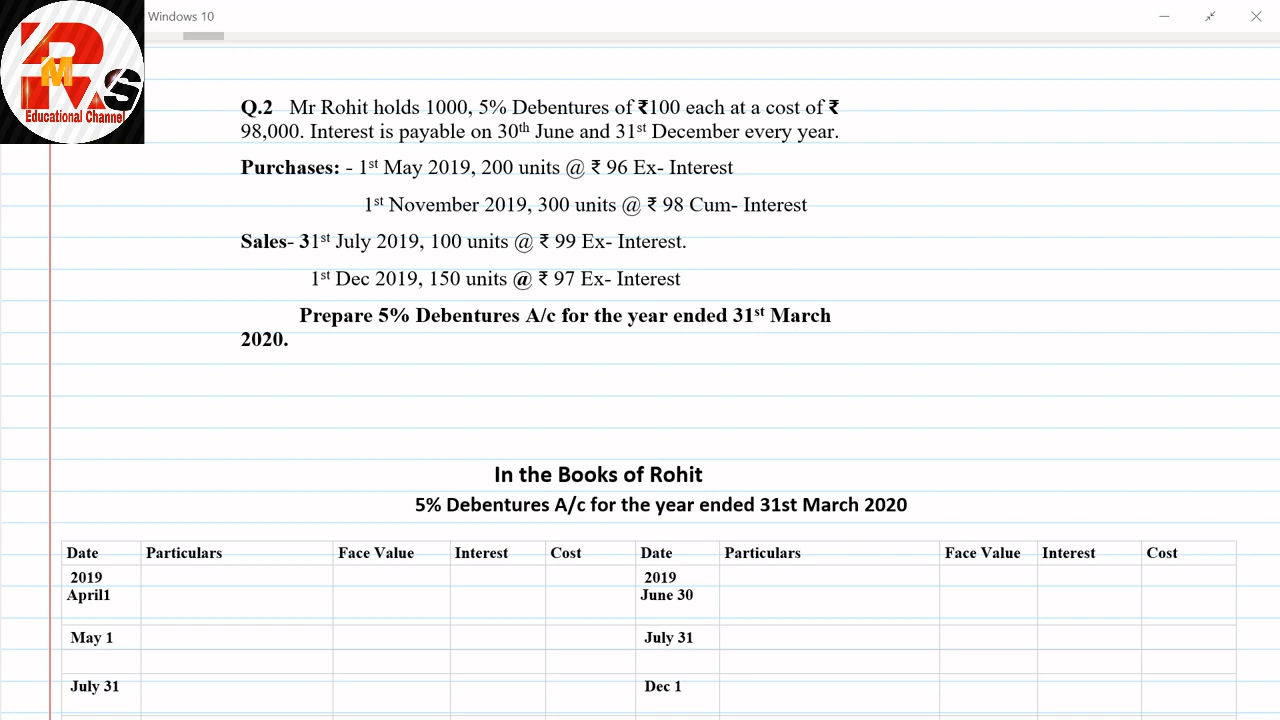 Windows 10
RMS
Educational Channel
Q.2 Mr Rohit holds 1000, 5% Debentures of ₹100 each at a cost of ₹
98,000. Interest is payable on 30th June and 31st December every year.
Purchases: - 1st May 2019, 200 units @ ₹ 96 Ex- Interest
1st November 2019, 300 units @ ₹ 98 Cum- Interest
Sales- 31st July 2019, 100 units @ ₹ 99 Ex- Interest.
1st Dec 2019, 150 units @ ₹ 97 Ex- Interest
Prepare 5% Debentures A/c for the year ended 31st March
2020.
In the Books of Rohit
5% Debentures A/c for the year ended 31st March 2020
Date Particulars Face Value Interest Cost Date Particulars Face Value Interest Cost
2019 2019
April1 June 30
May 1 July 31
July 31 Dec 1